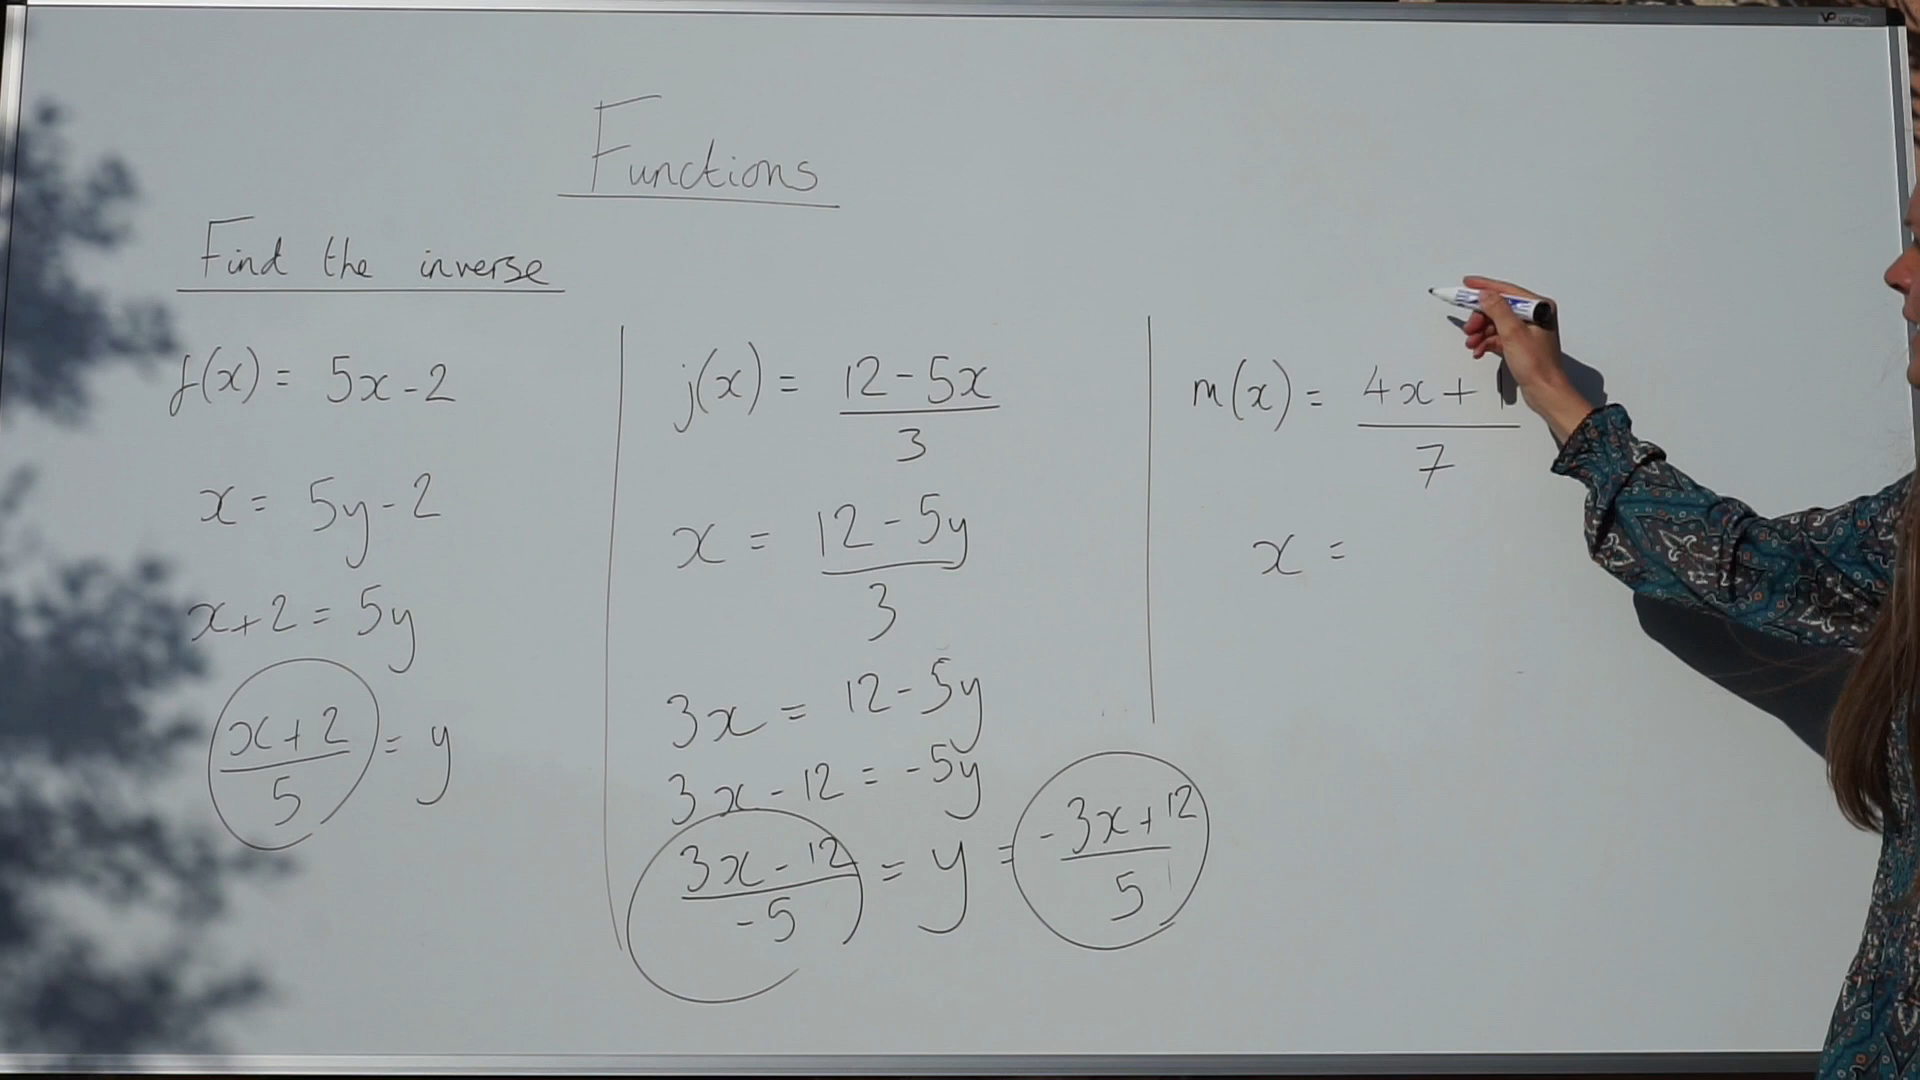 Functions
Find the inverse
f(x) = 5x - 2
x = 5y - 2
x + 2 = 5y
x + 2
5
= y
j(x) = 12 - 5x
3
x = 12 - 5y
3
3x = 12 - 5y
3x - 12 = -5y
3x - 12
-5
= y =
-3x + 12
5
m(x) = 4x +
7
x =